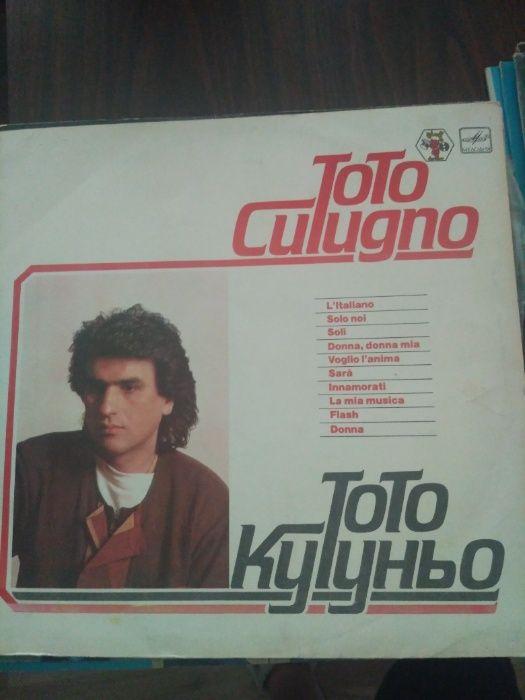 ToTo
Cutugno
L'Italiano
Solo noi
Soli
Donna, donna mia
Voglio l'anima
Sarà
Innamorati
La mia musica
Flash
Donna
ТоТо
Кутуньо